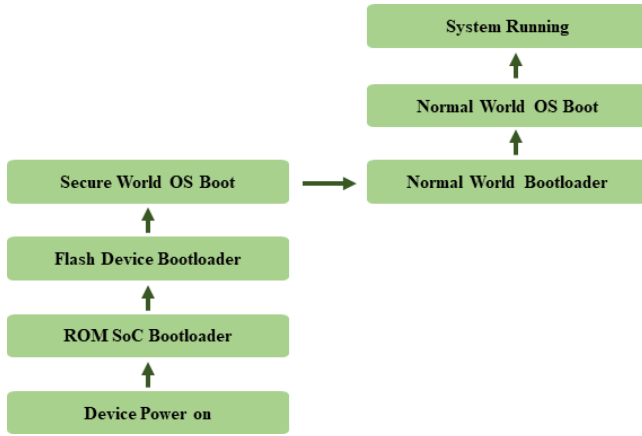 System Running
Normal World OS Boot
Secure World OS Boot
Normal World Bootloader
Flash Device Bootloader
ROM SoC Bootloader
Device Power on